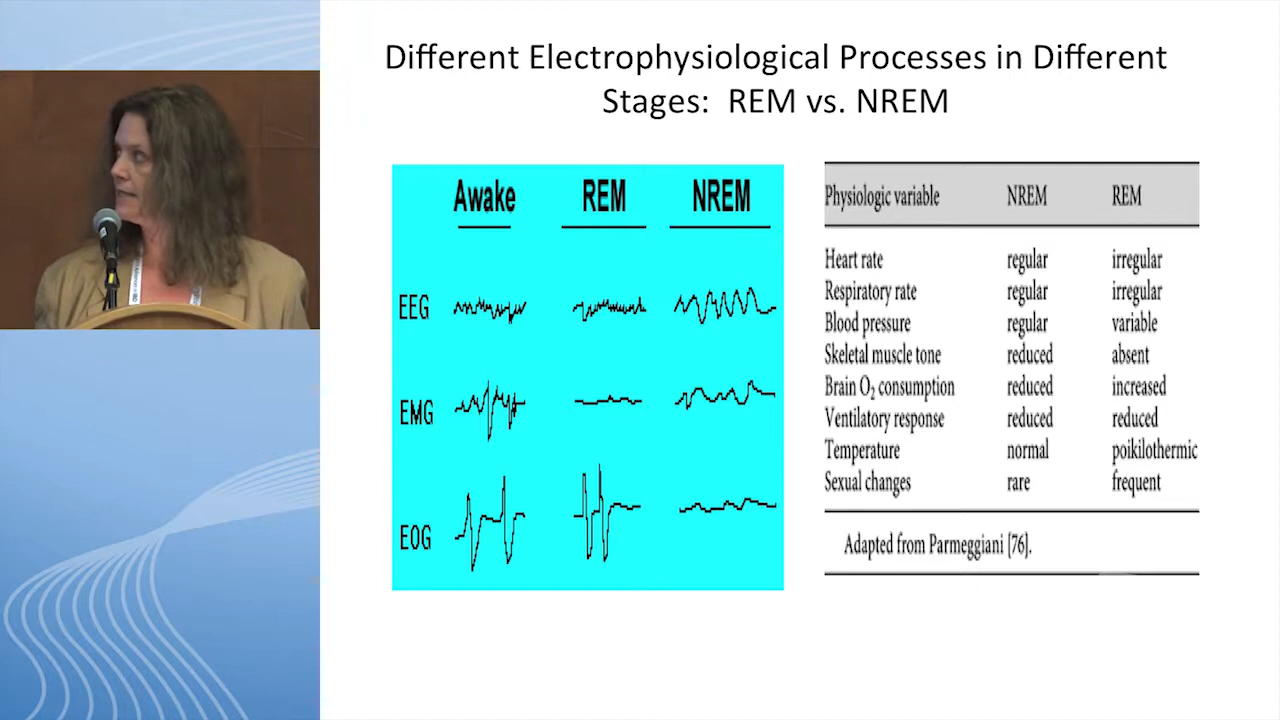 Different Electrophysiological Processes in Different
Stages: REM vs. NREM
Awake REM NREM
EEG
EMG
EOG
Physiologic variable NREM REM
Heart rate regular irregular
Respiratory rate regular irregular
Blood pressure regular variable
Skeletal muscle tone reduced absent
Brain O₂ consumption reduced increased
Ventilatory response reduced reduced
Temperature normal poikilothermic
Sexual changes rare frequent
Adapted from Parmeggiani [76].